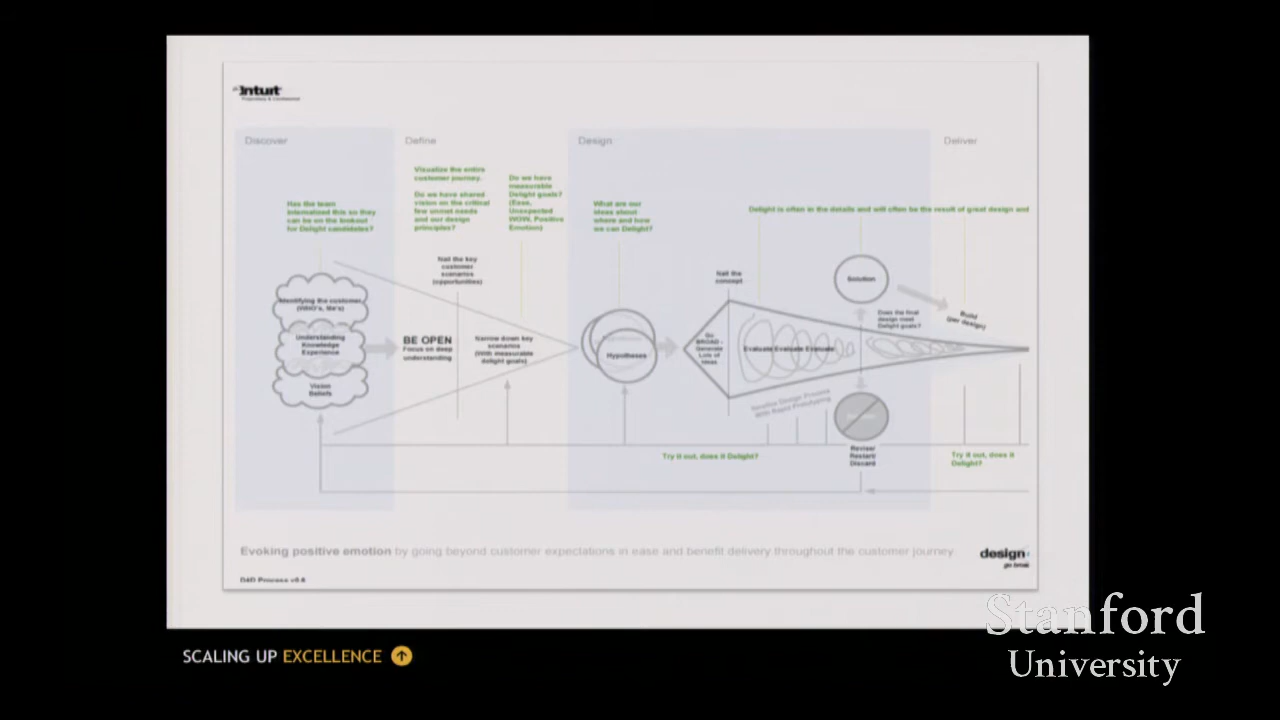 intuit
Proprietary & Confidential
Discover
Define
Design
Deliver
Has the team
internalized this so they
can be on the lookout
for Delight candidates?
Visualize the entire
customer journey.
Do we have shared
vision on the critical
few unmet needs
and our design
principles?
Do we have
measurable
Delight goals?
(Ease,
Unexpected
WOW, Positive
Emotion)
What are our
ideas about
where and how
we can Delight?
Delight is often in the details and will often be the result of great design and
Identifying the customer
Understanding
Knowledge
Experience
Vision
Beliefs
Nail the key
customer
scenarios
(opportunities)
BE OPEN
Focus on deep
understanding
Narrow down key
scenarios
(With measurable
delight goals)
Hypotheses
Nail the
concept
Go
BROAD -
Generate
Lots of
Ideas
Evaluate Evaluate Evaluate
Iterative Design Process
With Rapid Prototyping
Solution
Does the final
design meet
Delight goals?
Build
(per design)
Revise/
Restart/
Discard
Try it out, does it Delight?
Try it out, does it
Delight?
Evoking positive emotion by going beyond customer expectations in ease and benefit delivery throughout the customer journey
design
D4D Process v0.6
SCALING UP EXCELLENCE
Stanford
University